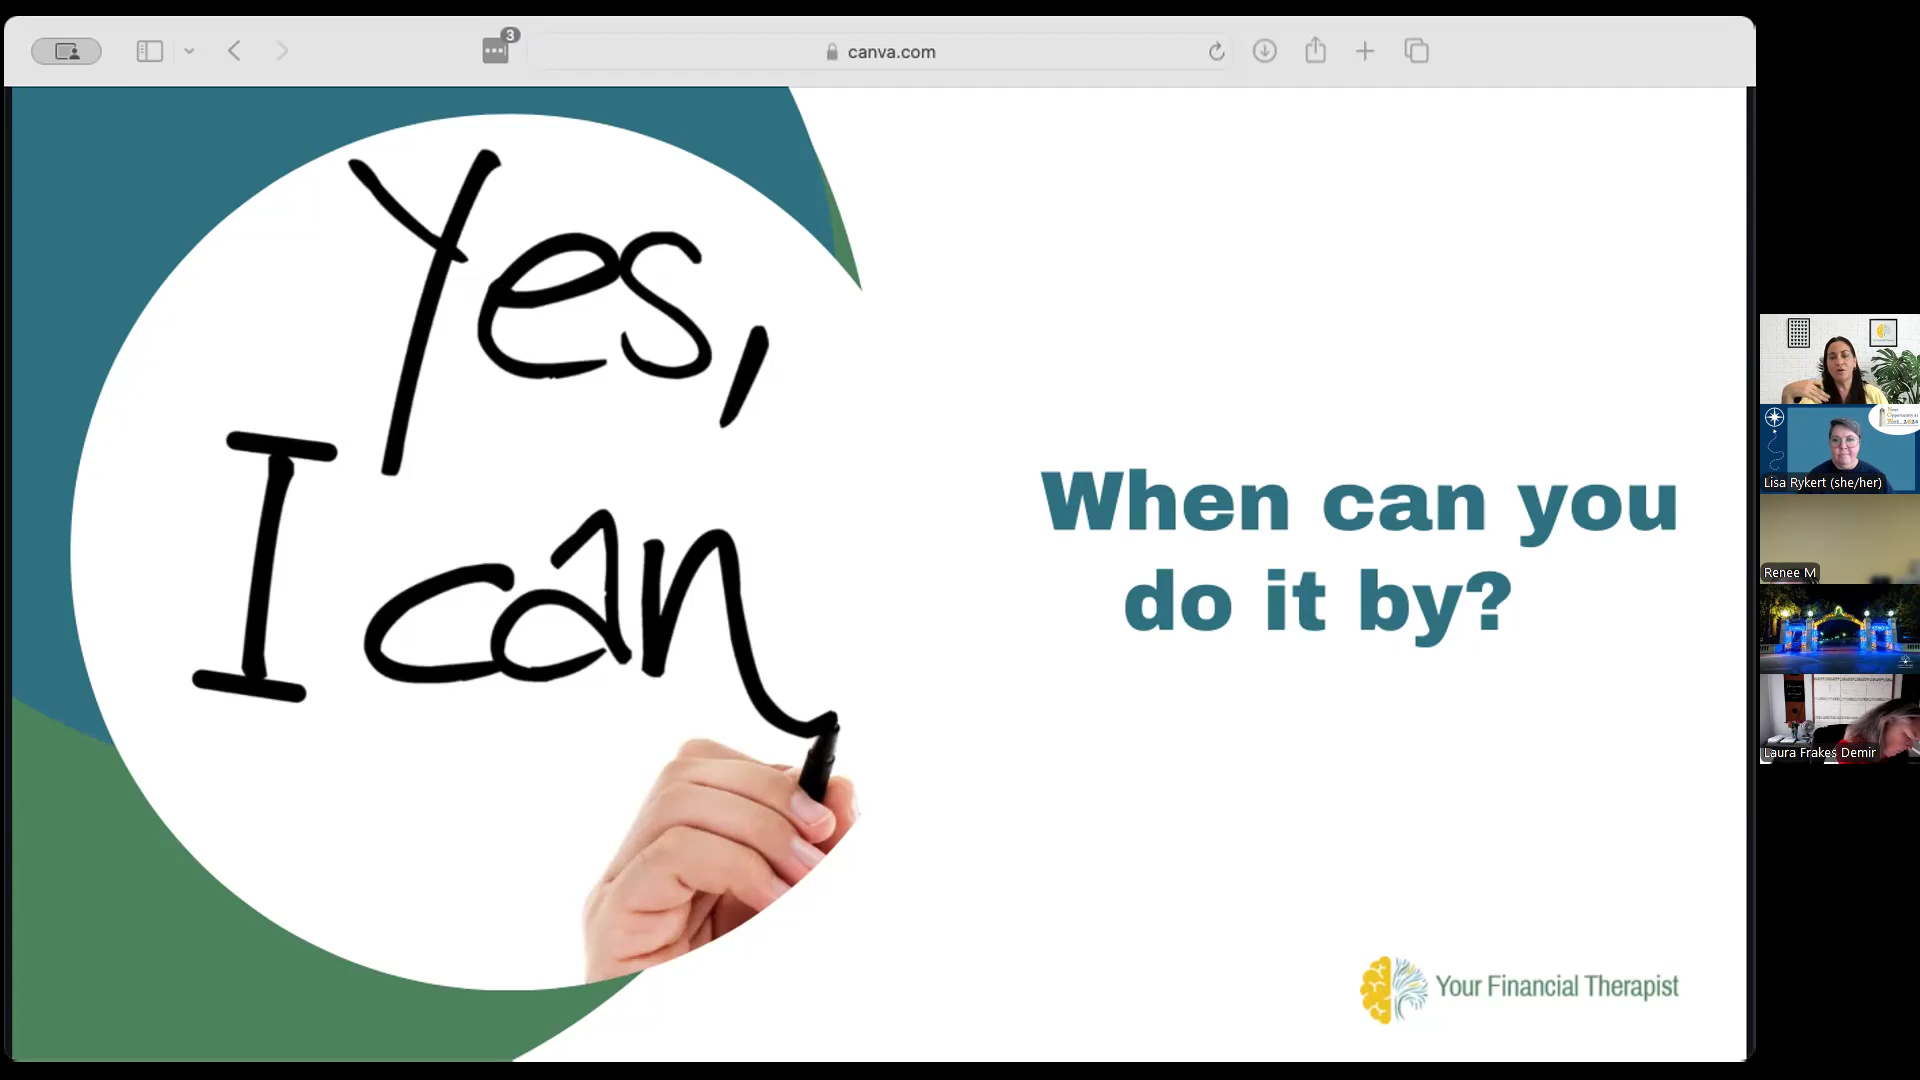 3
canva.com
Yes,
I can
When can you
do it by?
Your Financial Therapist
Lisa Rykert (she/her)
Renee M
Laura Frakes Demir